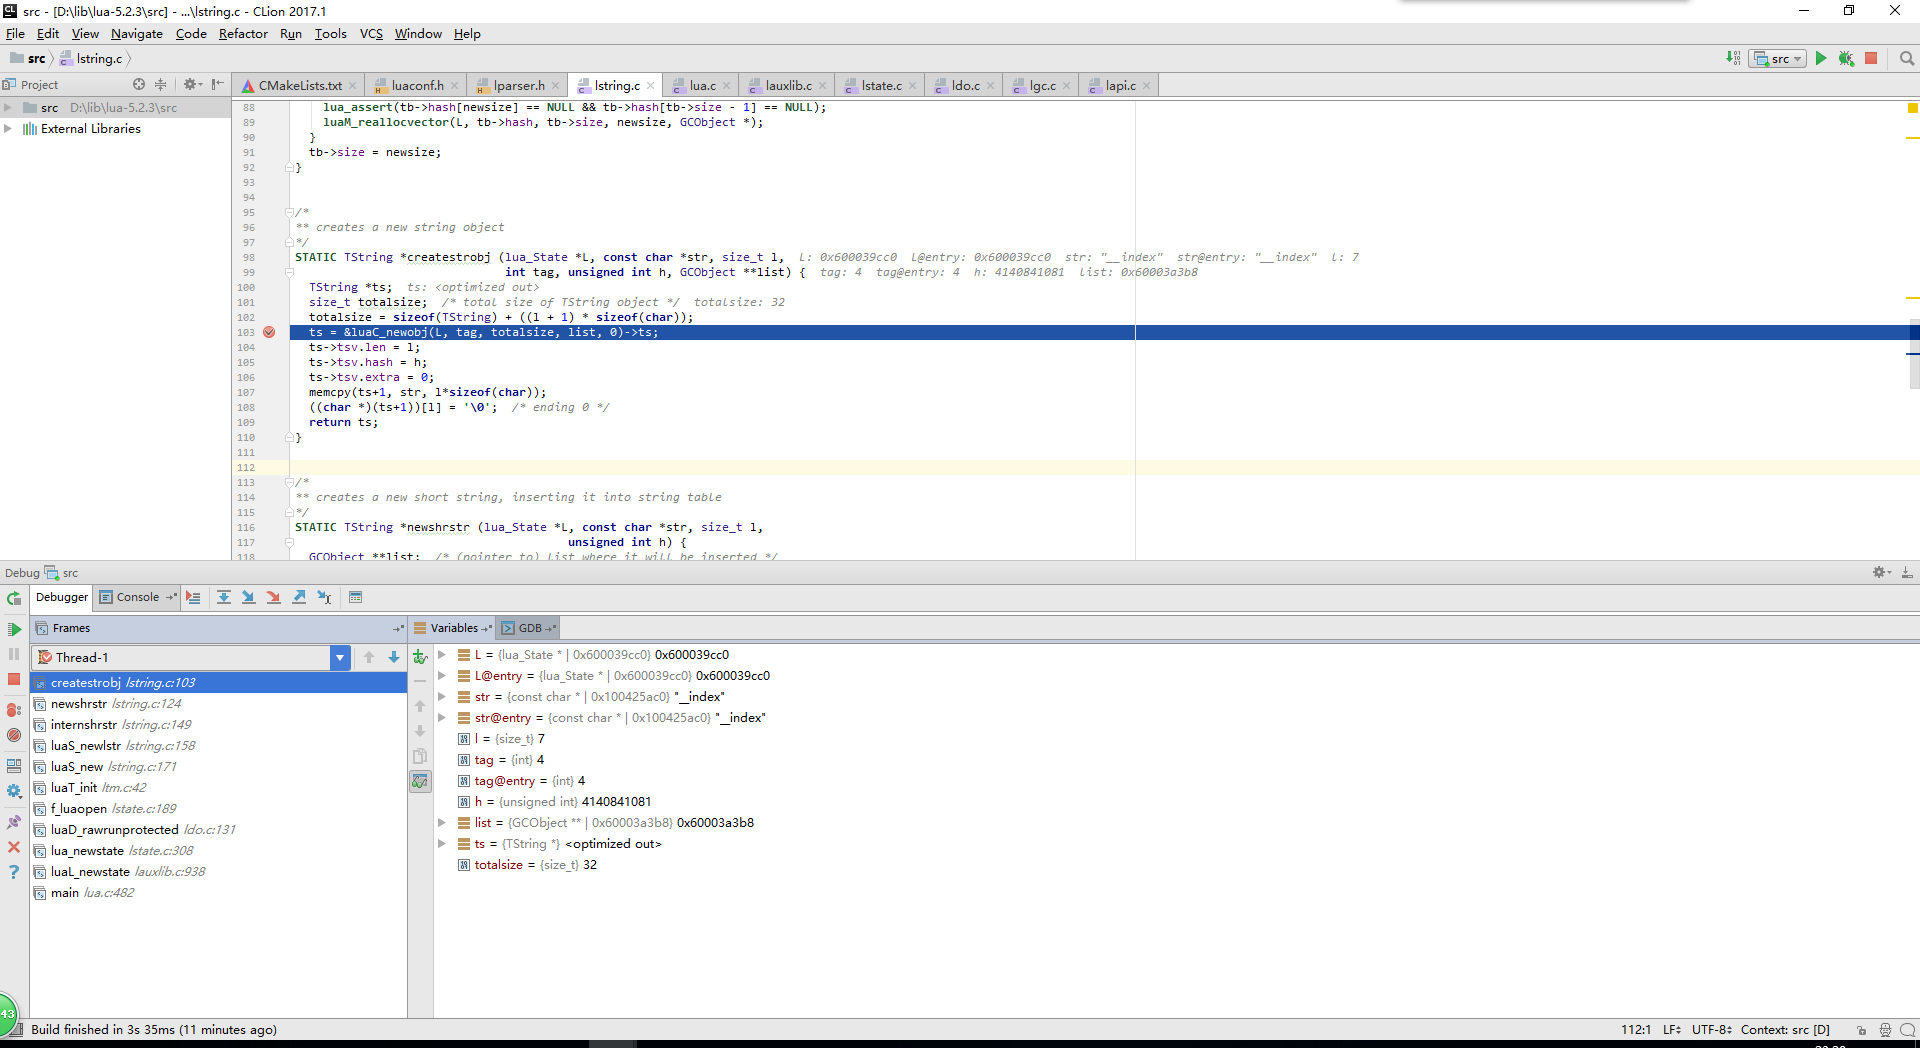 src - [D:\lib\lua-5.2.3\src] - ...\lstring.c - CLion 2017.1
File Edit View Navigate Code Refactor Run Tools VCS Window Help
src lstring.c
src
Project
CMakeLists.txt luaconf.h lparser.h lstring.c lua.c lauxlib.c lstate.c ldo.c lgc.c lapi.c
src D:\lib\lua-5.2.3\src
External Libraries
88 lua_assert(tb->hash[newsize] == NULL && tb->hash[tb->size - 1] == NULL);
89 luaM_reallocvector(L, tb->hash, tb->size, newsize, GCObject *);
90 }
91 tb->size = newsize;
92 }
93
94
95 /*
96 ** creates a new string object
97 */
98 STATIC TString *createstrobj (lua_State *L, const char *str, size_t l, L: 0x600039cc0 L@entry: 0x600039cc0 str: "__index" str@entry: "__index" l: 7
99 int tag, unsigned int h, GCObject **list) { tag: 4 tag@entry: 4 h: 4140841081 list: 0x60003a3b8
100 TString *ts; ts: <optimized out>
101 size_t totalsize; /* total size of TString object */ totalsize: 32
102 totalsize = sizeof(TString) + ((l + 1) * sizeof(char));
103 ts = &luaC_newobj(L, tag, totalsize, list, 0)->ts;
104 ts->tsv.len = l;
105 ts->tsv.hash = h;
106 ts->tsv.extra = 0;
107 memcpy(ts+1, str, l*sizeof(char));
108 ((char *)(ts+1))[l] = '\0'; /* ending 0 */
109 return ts;
110 }
111
112
113 /*
114 ** creates a new short string, inserting it into string table
115 */
116 STATIC TString *newshrstr (lua_State *L, const char *str, size_t l,
117 unsigned int h) {
118 GCObject **list; /* (pointer to) list where it will be inserted */
Debug src
Debugger Console
Frames
Variables GDB
Thread-1
createstrobj lstring.c:103
newshrstr lstring.c:124
internshrstr lstring.c:149
luaS_newlstr lstring.c:158
luaS_new lstring.c:171
luaT_init ltm.c:42
f_luaopen lstate.c:189
luaD_rawrunprotected ldo.c:131
lua_newstate lstate.c:308
luaL_newstate lauxlib.c:938
main lua.c:482
L = {lua_State * | 0x600039cc0} 0x600039cc0
L@entry = {lua_State * | 0x600039cc0} 0x600039cc0
str = {const char * | 0x100425ac0} "__index"
str@entry = {const char * | 0x100425ac0} "__index"
l = {size_t} 7
tag = {int} 4
tag@entry = {int} 4
h = {unsigned int} 4140841081
list = {GCObject ** | 0x60003a3b8} 0x60003a3b8
ts = {TString *} <optimized out>
totalsize = {size_t} 32
43
Build finished in 3s 35ms (11 minutes ago)
112:1 LF UTF-8 Context: src [D]